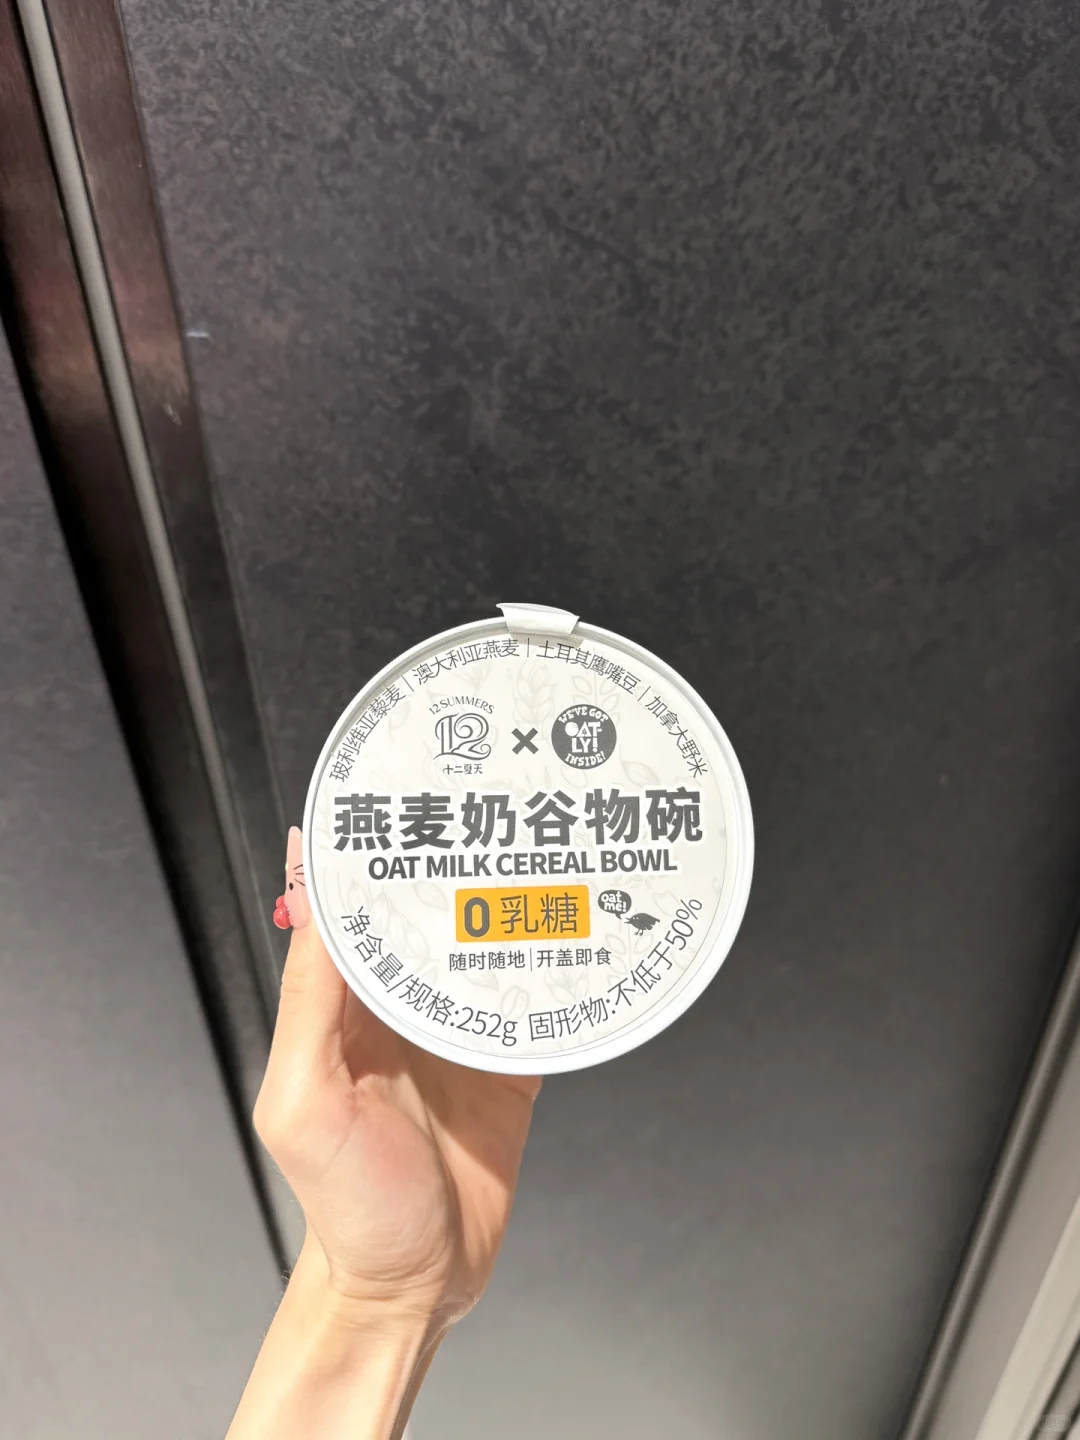 玻利维亚藜麦｜澳大利亚燕麦｜土耳其鹰嘴豆｜加拿大野米
12·SUMMERS
12
十二夏天
×
WE'VE GOT
OAT-
LY!
INSIDE!
燕麦奶谷物碗
OAT MILK CEREAL BOWL
0乳糖
oat
me!
随时随地｜开盖即食
净含量/规格:252g 固形物:不低于50%